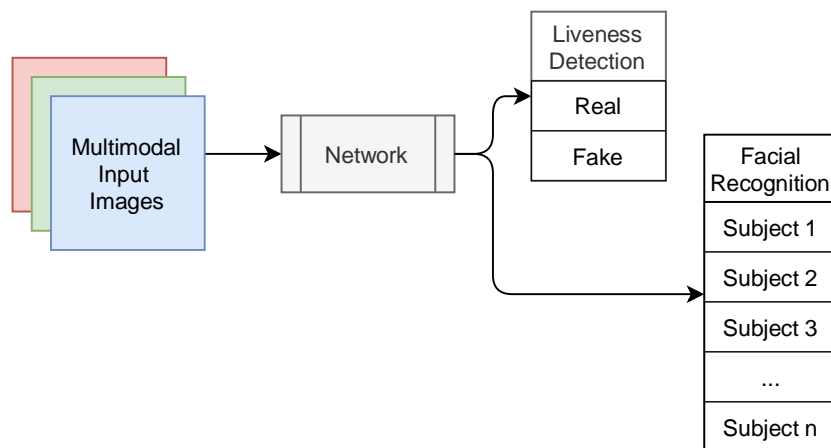 Multimodal
Input
Images
Network
Liveness
Detection
Real
Fake
Facial
Recognition
Subject 1
Subject 2
Subject 3
...
Subject n